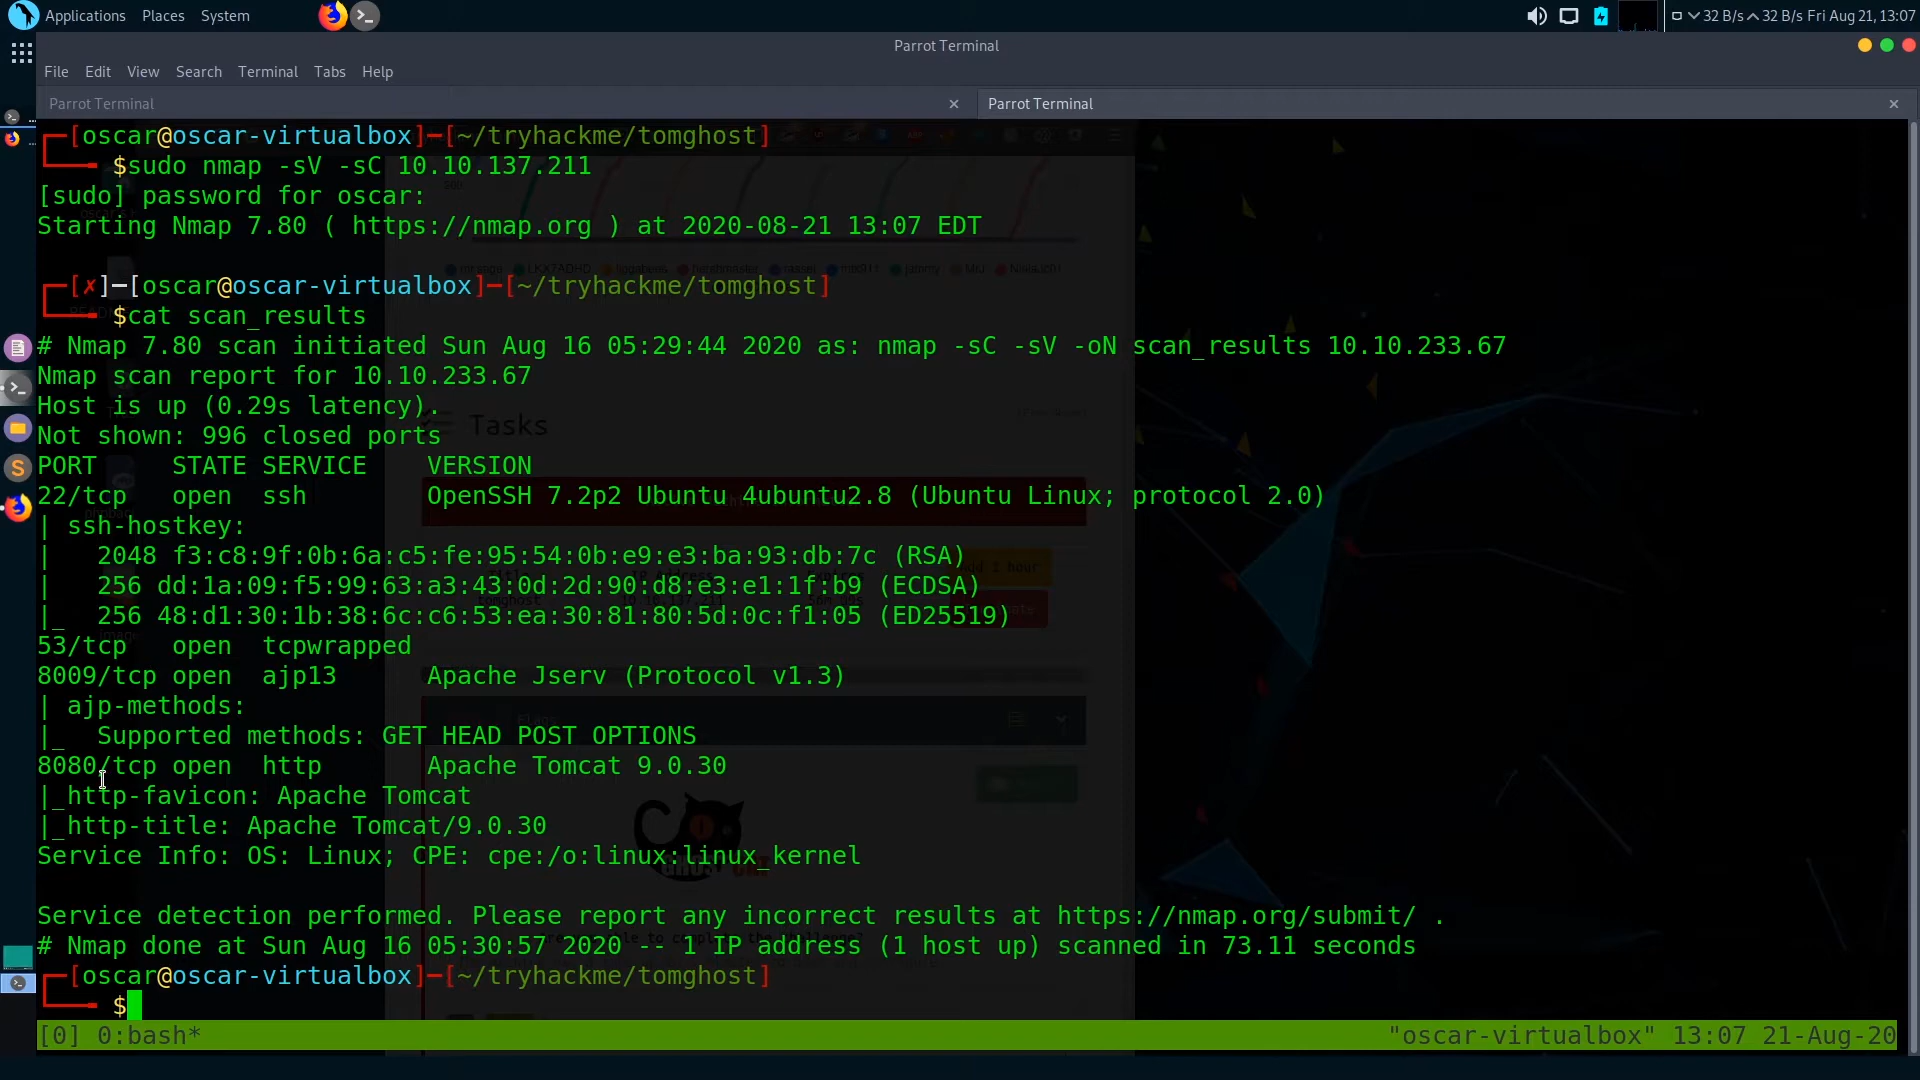 Applications Places System
32 B/s 32 B/s Fri Aug 21, 13:07
Parrot Terminal
File Edit View Search Terminal Tabs Help
Parrot Terminal × Parrot Terminal ×
[oscar@oscar-virtualbox]─[~/tryhackme/tomghost]
$sudo nmap -sV -sC 10.10.137.211
[sudo] password for oscar:
Starting Nmap 7.80 ( https://nmap.org ) at 2020-08-21 13:07 EDT
[✗]─[oscar@oscar-virtualbox]─[~/tryhackme/tomghost]
$cat scan_results
# Nmap 7.80 scan initiated Sun Aug 16 05:29:44 2020 as: nmap -sC -sV -oN scan_results 10.10.233.67
Nmap scan report for 10.10.233.67
Host is up (0.29s latency).
Not shown: 996 closed ports
PORT     STATE SERVICE    VERSION
22/tcp   open  ssh        OpenSSH 7.2p2 Ubuntu 4ubuntu2.8 (Ubuntu Linux; protocol 2.0)
| ssh-hostkey:
|   2048 f3:c8:9f:0b:6a:c5:fe:95:54:0b:e9:e3:ba:93:db:7c (RSA)
|   256 dd:1a:09:f5:99:63:a3:43:0d:2d:90:d8:e3:e1:1f:b9 (ECDSA)
|_  256 48:d1:30:1b:38:6c:c6:53:ea:30:81:80:5d:0c:f1:05 (ED25519)
53/tcp   open  tcpwrapped
8009/tcp open  ajp13      Apache Jserv (Protocol v1.3)
| ajp-methods:
|_  Supported methods: GET HEAD POST OPTIONS
8080/tcp open  http       Apache Tomcat 9.0.30
|_http-favicon: Apache Tomcat
|_http-title: Apache Tomcat/9.0.30
Service Info: OS: Linux; CPE: cpe:/o:linux:linux_kernel
Service detection performed. Please report any incorrect results at https://nmap.org/submit/ .
# Nmap done at Sun Aug 16 05:30:57 2020 -- 1 IP address (1 host up) scanned in 73.11 seconds
[oscar@oscar-virtualbox]─[~/tryhackme/tomghost]
$
[0] 0:bash* "oscar-virtualbox" 13:07 21-Aug-20
Tasks